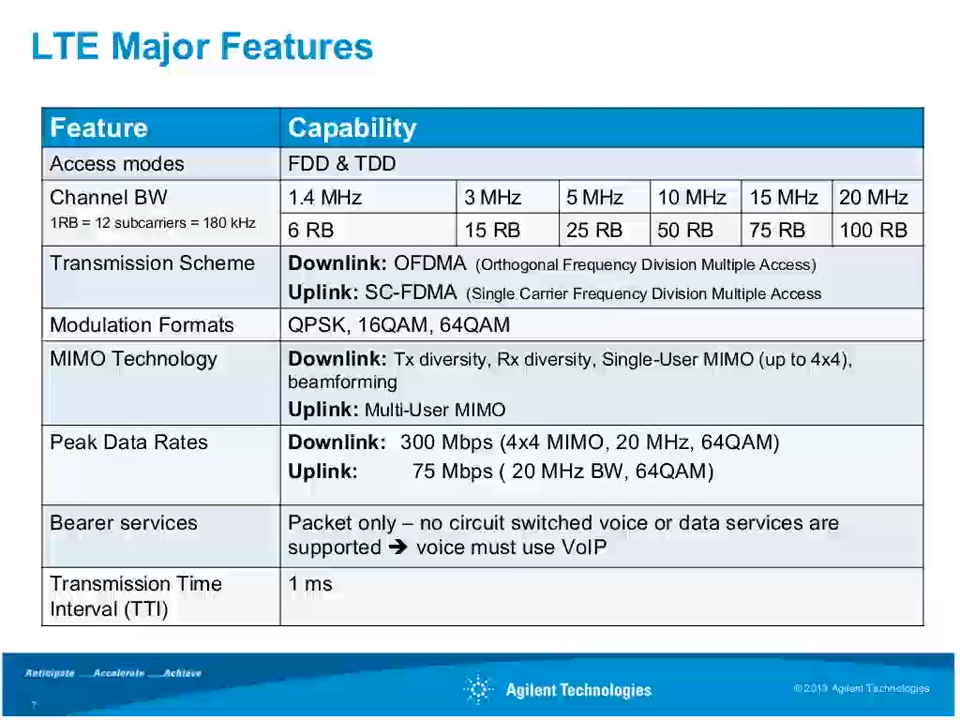 LTE Major Features
Feature Capability
Access modes FDD & TDD
Channel BW 1.4 MHz 3 MHz 5 MHz 10 MHz 15 MHz 20 MHz
1RB = 12 subcarriers = 180 kHz 6 RB 15 RB 25 RB 50 RB 75 RB 100 RB
Transmission Scheme Downlink: OFDMA (Orthogonal Frequency Division Multiple Access)
Uplink: SC-FDMA (Single Carrier Frequency Division Multiple Access
Modulation Formats QPSK, 16QAM, 64QAM
MIMO Technology Downlink: Tx diversity, Rx diversity, Single-User MIMO (up to 4x4),
beamforming
Uplink: Multi-User MIMO
Peak Data Rates Downlink: 300 Mbps (4x4 MIMO, 20 MHz, 64QAM)
Uplink: 75 Mbps ( 20 MHz BW, 64QAM)
Bearer services Packet only – no circuit switched voice or data services are
supported ➔ voice must use VoIP
Transmission Time 1 ms
Interval (TTI)
Anticipate ___Accelerate ___Achieve
Agilent Technologies
© 2013 Agilent Technologies
7